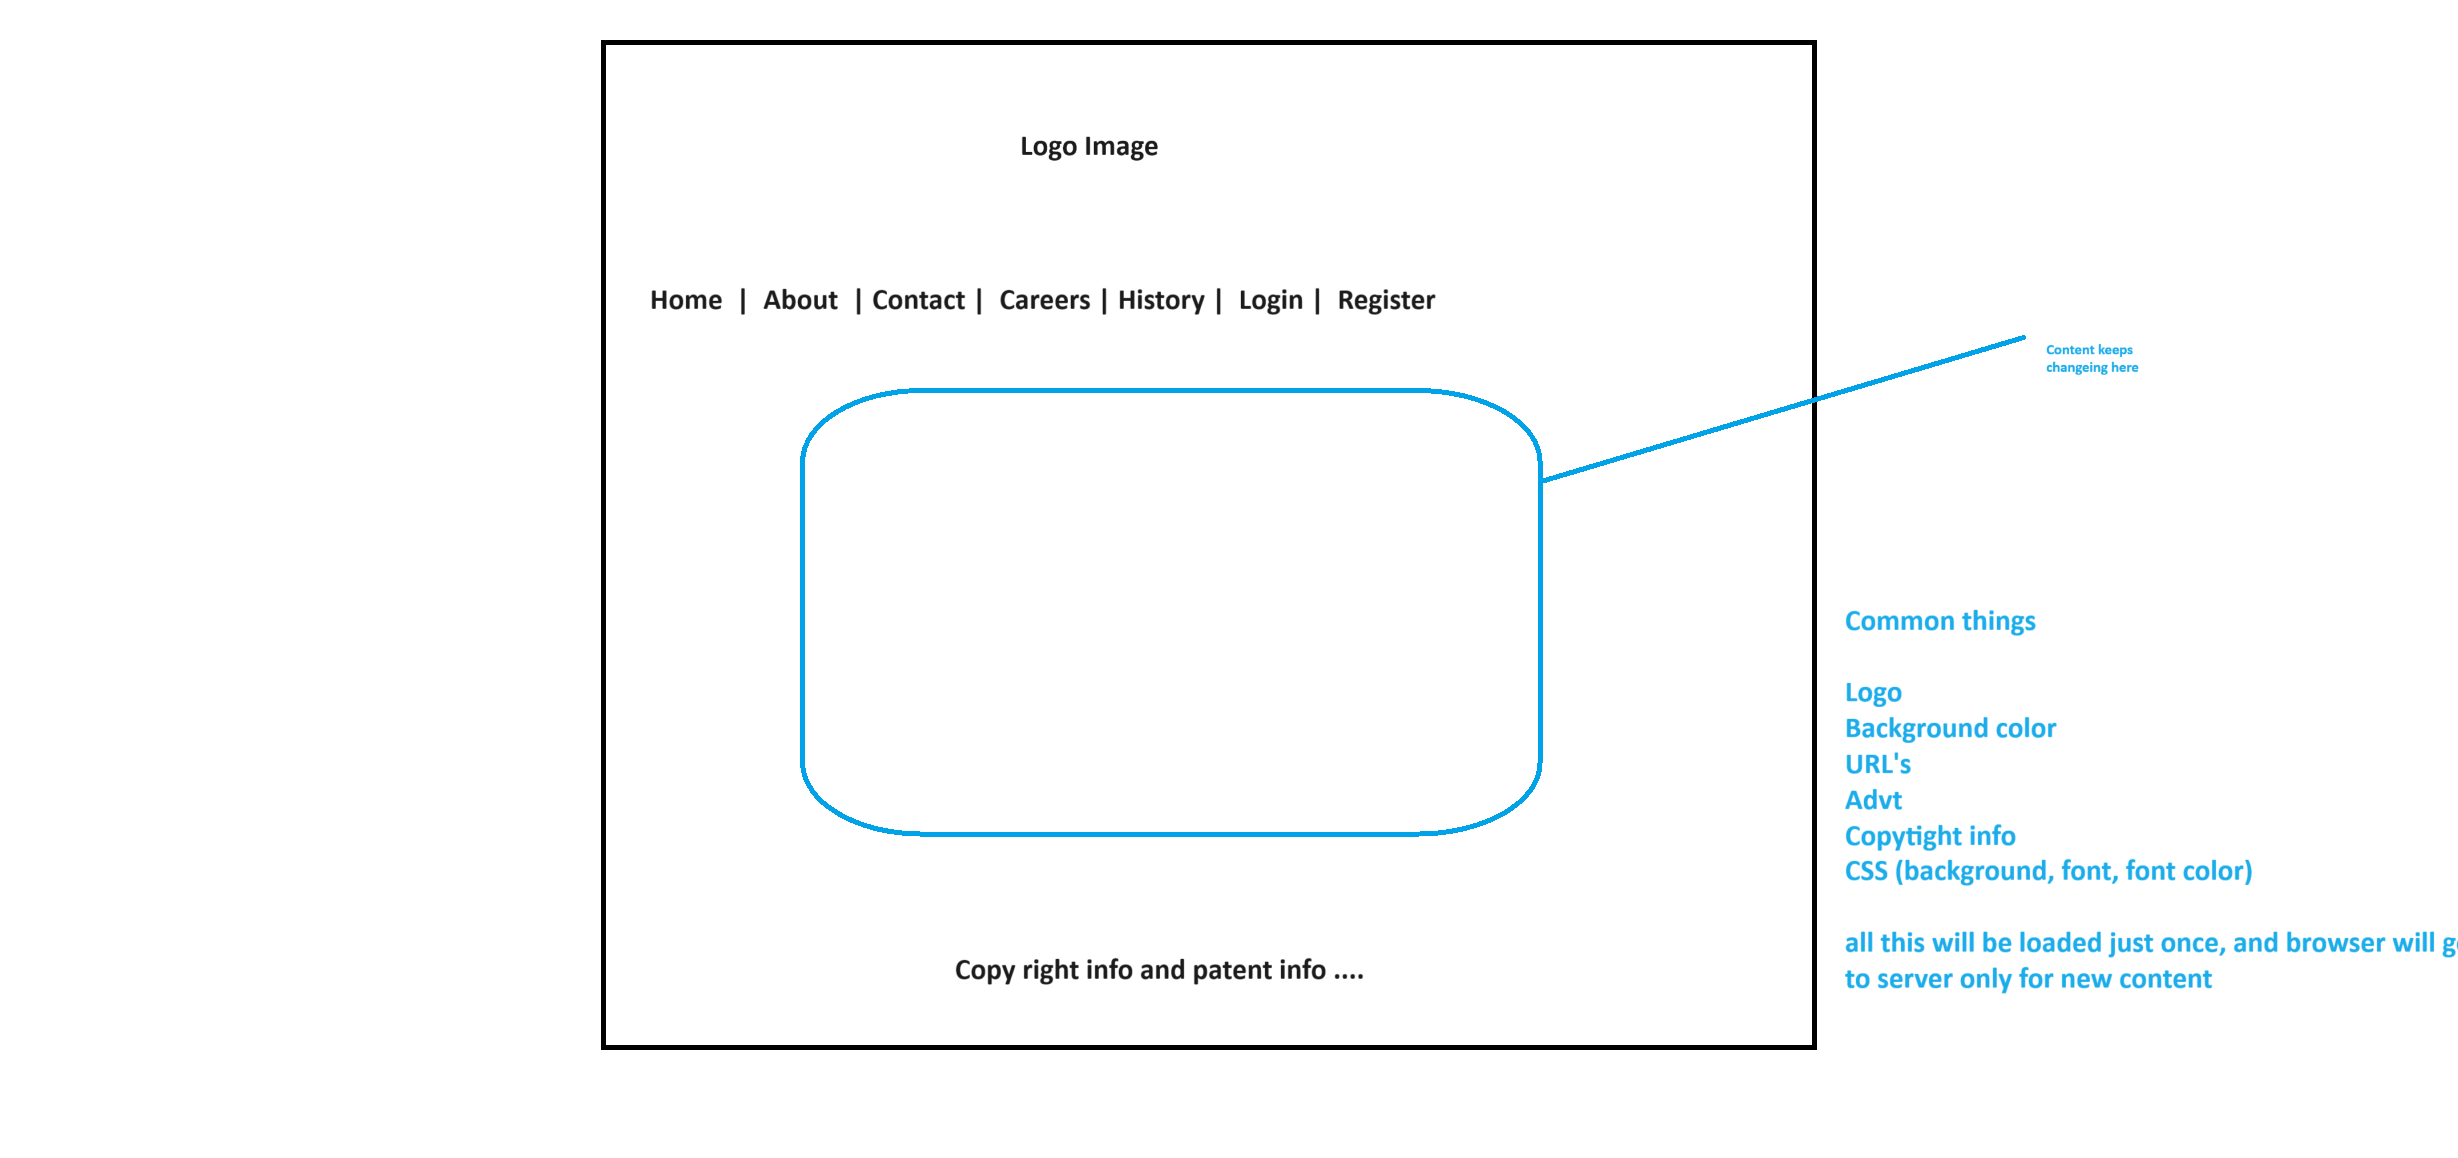 Logo Image
Home | About | Contact | Careers | History | Login | Register
Content keeps
changeing here
Common things
Logo
Background color
URL's
Advt
Copytight info
CSS (background, font, font color)
all this will be loaded just once, and browser will
to server only for new content
Copy right info and patent info ....